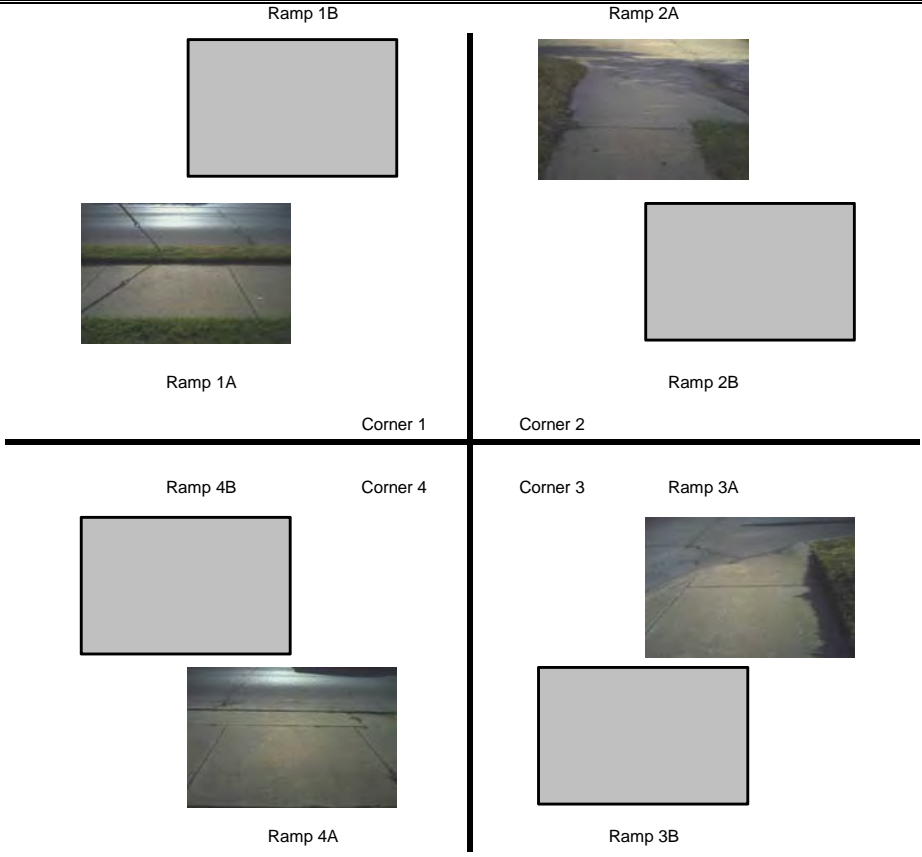 Ramp 1B
Ramp 2A
Ramp 1A
Ramp 2B
Corner 1
Corner 2
Ramp 4B
Corner 4
Corner 3
Ramp 3A
Ramp 4A
Ramp 3B